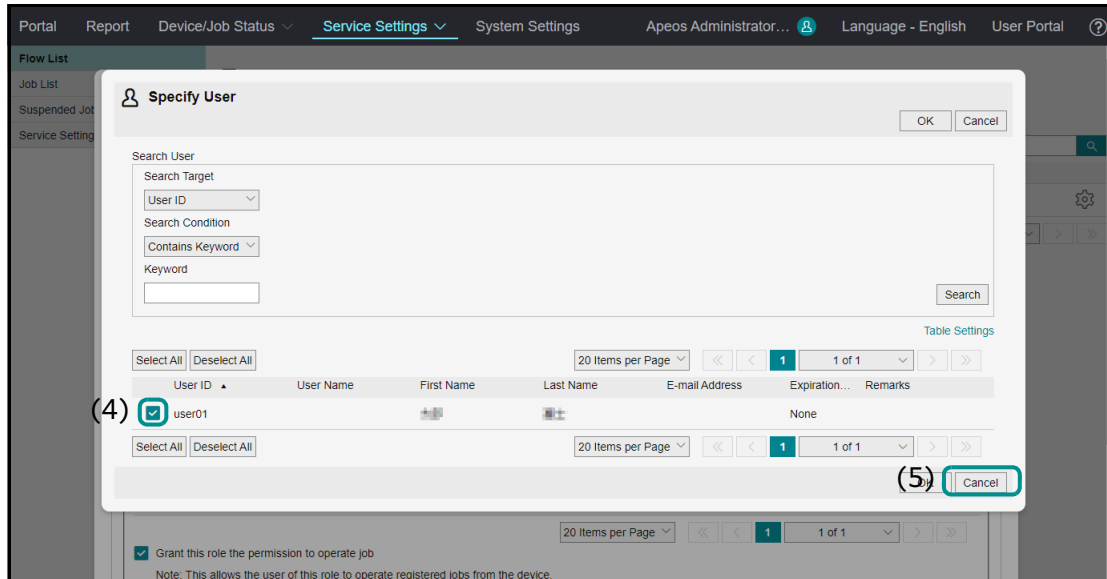 Portal Report Device/Job Status Service Settings System Settings Apeos Administrator... Language - English User Portal
Flow List
Job List
Suspended Jo
Service Setting
Specify User
OK Cancel
Search User
Search Target
User ID
Search Condition
Contains Keyword
Keyword
Search
Table Settings
Select All Deselect All 20 Items per Page 1 1 of 1
User ID User Name First Name Last Name E-mail Address Expiration... Remarks
(4) user01 None
Select All Deselect All 20 Items per Page 1 1 of 1
(5) Cancel
20 Items per Page 1 1 of 1
Grant this role the permission to operate job
Note: This allows the user of this role to operate registered jobs from the device.